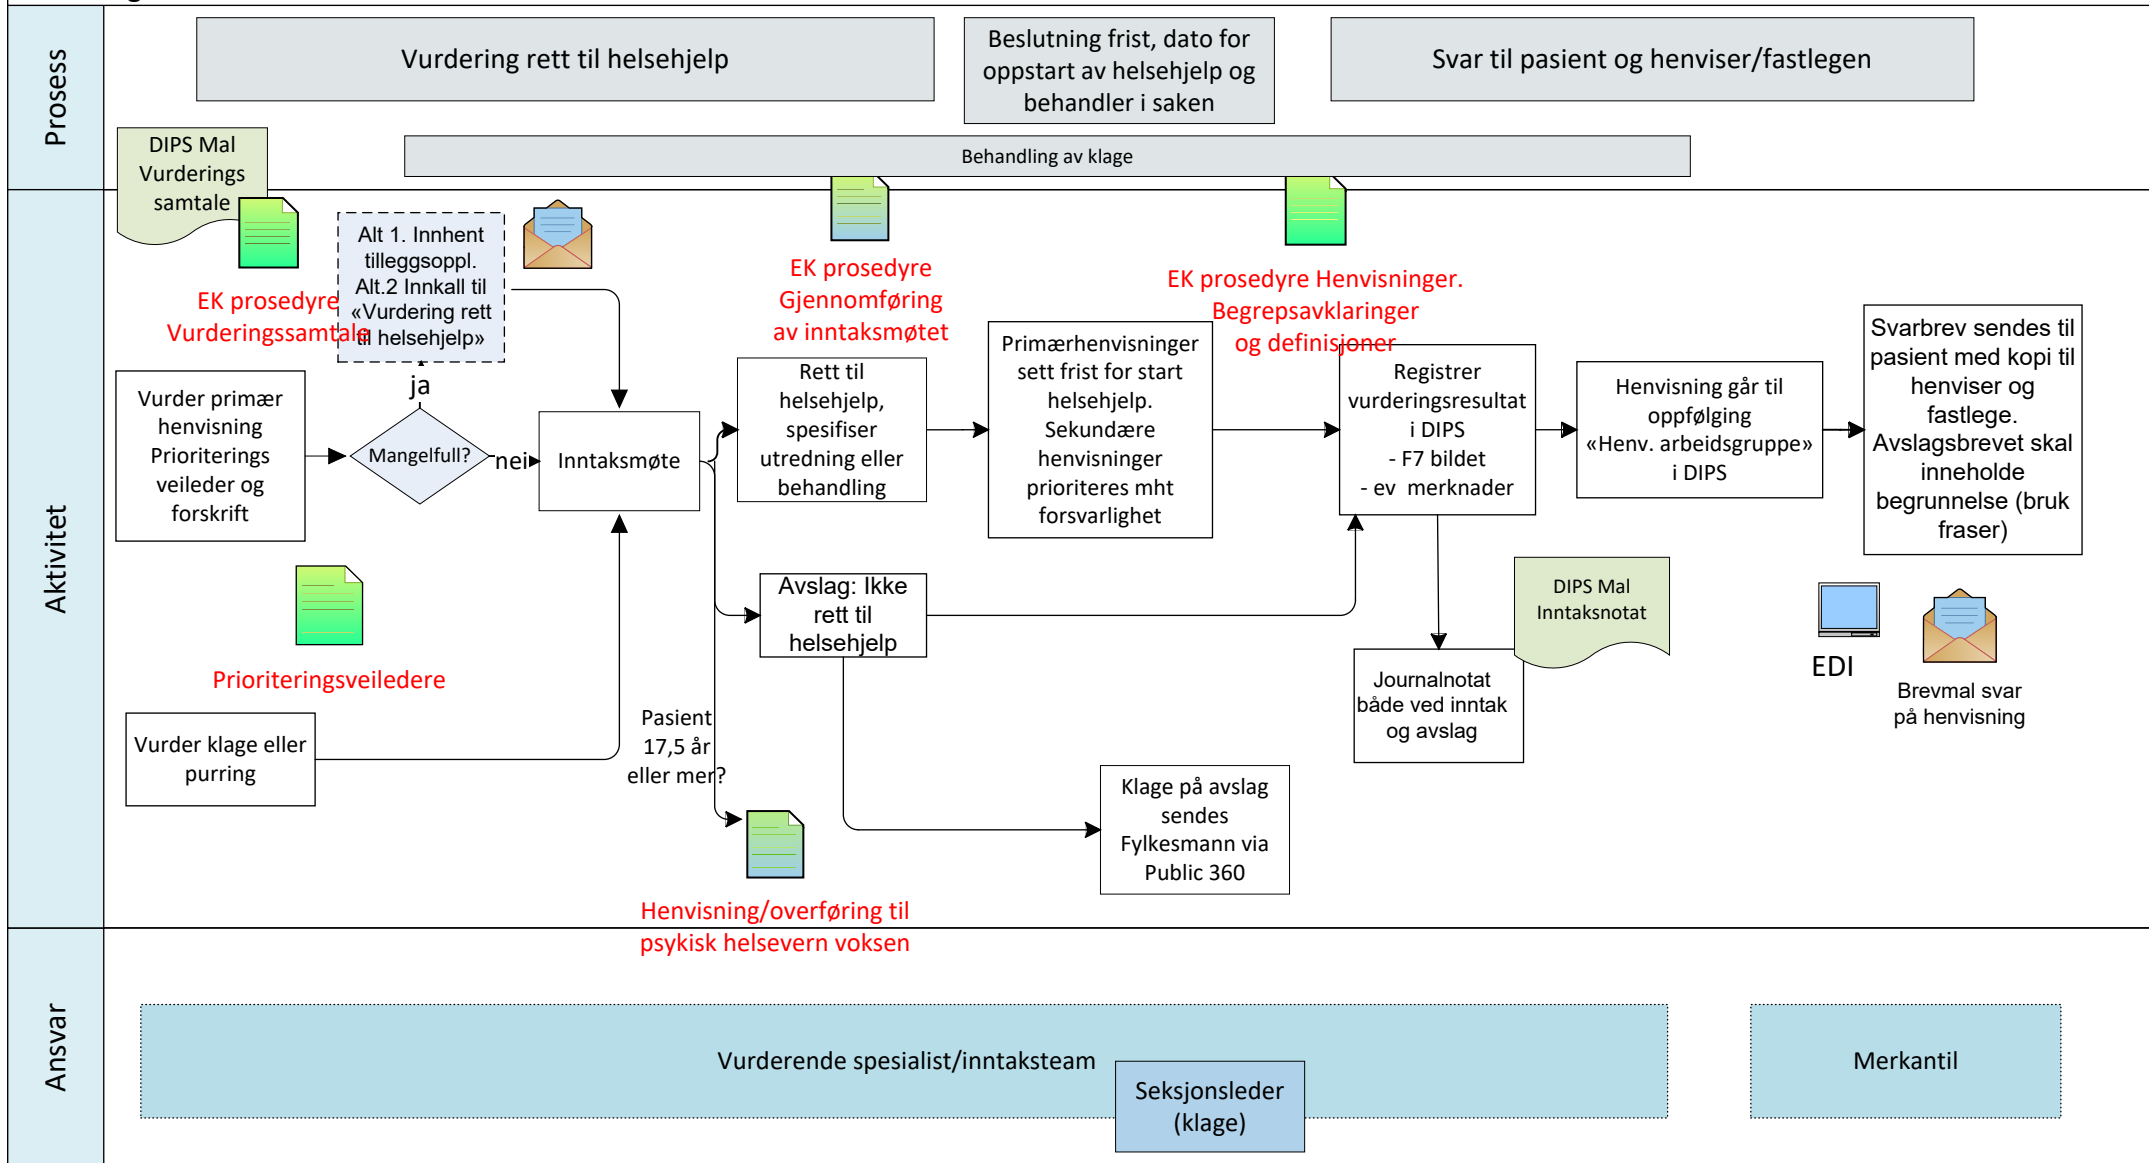 Prosess
Vurdering rett til helsehjelp
Beslutning frist, dato for
oppstart av helsehjelp og
behandler i saken
Svar til pasient og henviser/fastlegen
Behandling av klage
DIPS Mal
Vurderings
samtale
Aktivitet
EK prosedyre
Vurderingssamtale
Alt 1. Innhent
tilleggsoppl.
Alt.2 Innkall til
«Vurdering rett
til helsehjelp»
EK prosedyre
Gjennomføring
av inntaksmøtet
EK prosedyre Henvisninger.
Begrepsavklaringer
og definisjoner
Vurder primær
henvisning
Prioriterings
veileder og
forskrift
ja
Mangelfull?
nei
Inntaksmøte
Rett til
helsehjelp,
spesifiser
utredning eller
behandling
Primærhenvisninger
sett frist for start
helsehjelp.
Sekundære
henvisninger
prioriteres mht
forsvarlighet
Registrer
vurderingsresultat
i DIPS
- F7 bildet
- ev merknader
Henvisning går til
oppfølging
«Henv. arbeidsgruppe»
i DIPS
Svarbrev sendes til
pasient med kopi til
henviser og
fastlege.
Avslagsbrevet skal
inneholde
begrunnelse (bruk
fraser)
Prioriteringsveiledere
Avslag: Ikke
rett til
helsehjelp
DIPS Mal
Inntaksnotat
Journalnotat
både ved inntak
og avslag
EDI
Brevmal svar
på henvisning
Vurder klage eller
purring
Pasient
17,5 år
eller mer?
Klage på avslag
sendes
Fylkesmann via
Public 360
Henvisning/overføring til
psykisk helsevern voksen
Ansvar
Vurderende spesialist/inntaksteam
Seksjonsleder
(klage)
Merkantil